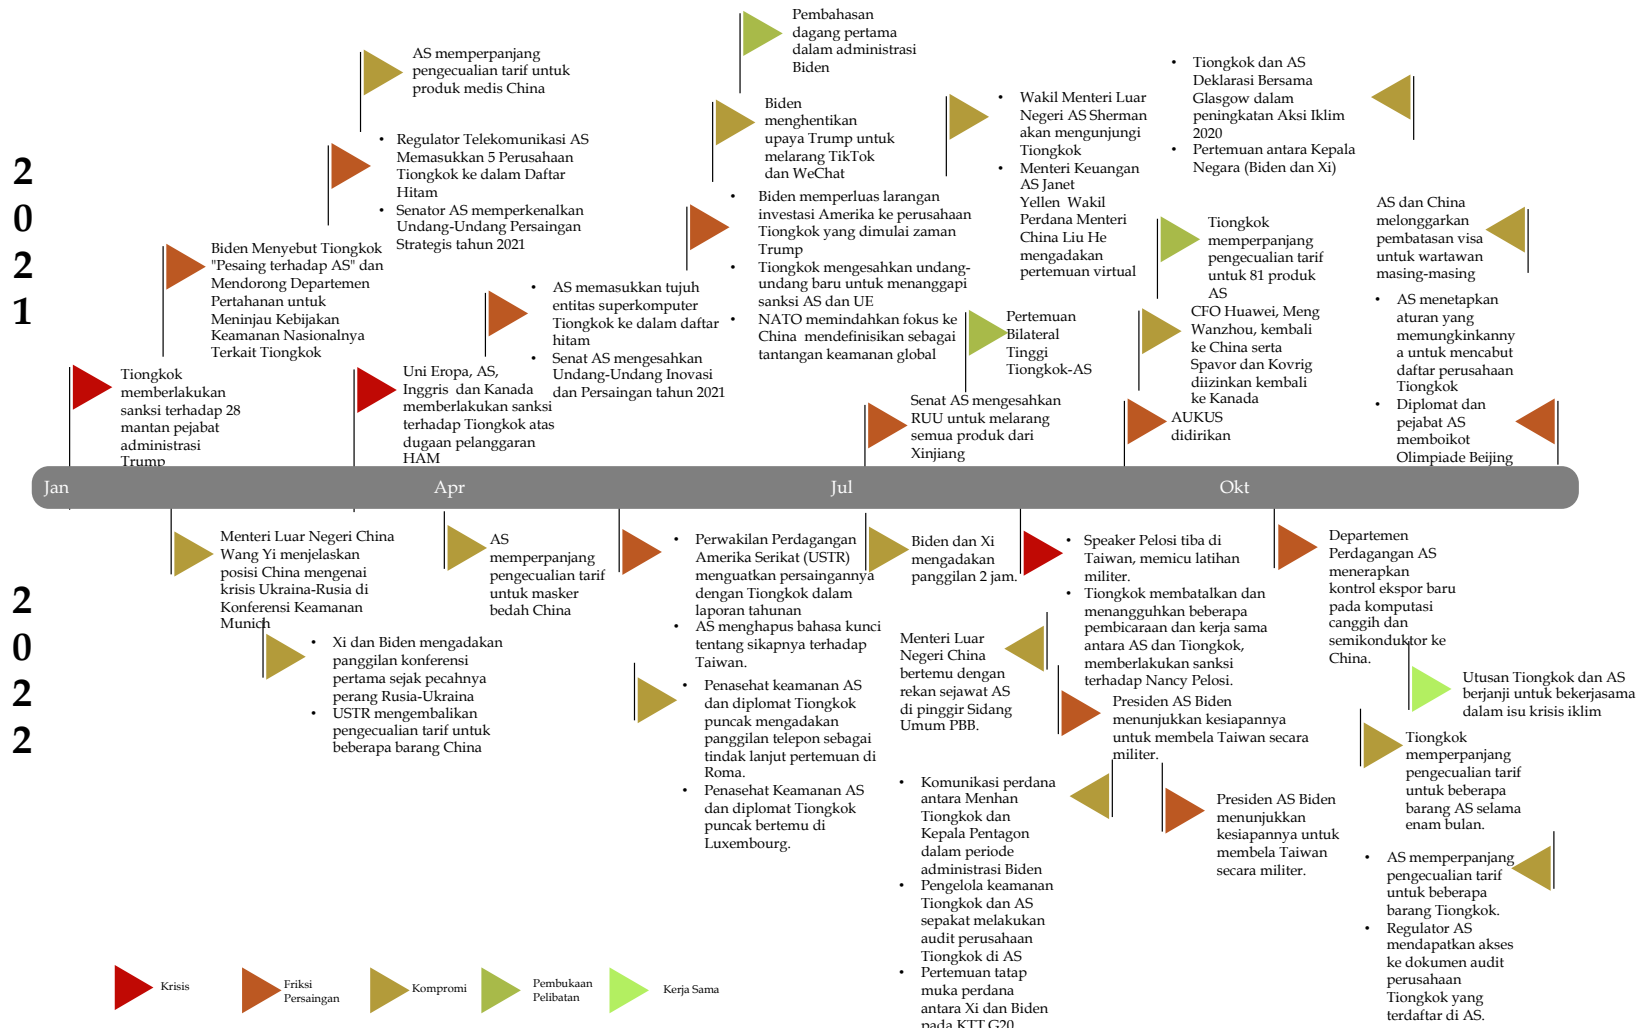 2
0
2
1
Pembahasan
dagang pertama
dalam administrasi
Biden
AS memperpanjang
pengecualian tarif untuk
produk medis China
Biden
menghentikan
upaya Trump untuk
melarang TikTok
dan WeChat
• Wakil Menteri Luar
Negeri AS Sherman
akan mengunjungi
Tiongkok
• Menteri Keuangan
AS Janet
Yellen Wakil
Perdana Menteri
China Liu He
mengadakan
pertemuan virtual
• Tiongkok dan AS
Deklarasi Bersama
Glasgow dalam
peningkatan Aksi Iklim
2020
• Pertemuan antara Kepala
Negara (Biden dan Xi)
• Regulator Telekomunikasi AS
Memasukkan 5 Perusahaan
Tiongkok ke dalam Daftar
Hitam
• Senator AS memperkenalkan
Undang-Undang Persaingan
Strategis tahun 2021
• Biden memperluas larangan
investasi Amerika ke perusahaan
Tiongkok yang dimulai zaman
Trump
• Tiongkok mengesahkan undang-
undang baru untuk menanggapi
sanksi AS dan UE
• NATO memindahkan fokus ke
China mendefinisikan sebagai
tantangan keamanan global
Tiongkok
memperpanjang
pengecualian tarif
untuk 81 produk
AS
AS dan China
melonggarkan
pembatasan visa
untuk wartawan
masing-masing
Biden Menyebut Tiongkok
"Pesaing terhadap AS" dan
Mendorong Departemen
Pertahanan untuk
Meninjau Kebijakan
Keamanan Nasionalnya
Terkait Tiongkok
• AS memasukkan tujuh
entitas superkomputer
Tiongkok ke dalam daftar
hitam
• Senat AS mengesahkan
Undang-Undang Inovasi
dan Persaingan tahun 2021
Pertemuan
Bilateral
Tinggi
Tiongkok-AS
CFO Huawei, Meng
Wanzhou, kembali
ke China serta
Spavor dan Kovrig
diizinkan kembali
ke Kanada
• AS menetapkan
aturan yang
memungkinkanny
a untuk mencabut
daftar perusahaan
Tiongkok
• Diplomat dan
pejabat AS
memboikot
Olimpiade Beijing
Tiongkok
memberlakukan
sanksi terhadap 28
mantan pejabat
administrasi
Trump
Uni Eropa, AS,
Inggris dan Kanada
memberlakukan sanksi
terhadap Tiongkok atas
dugaan pelanggaran
HAM
Senat AS mengesahkan
RUU untuk melarang
semua produk dari
Xinjiang
AUKUS
didirikan
Jan
Apr
Jul
Okt
2
0
2
2
Menteri Luar Negeri China
Wang Yi menjelaskan
posisi China mengenai
krisis Ukraina-Rusia di
Konferensi Keamanan
Munich
AS
memperpanjang
pengecualian tarif
untuk masker
bedah China
• Perwakilan Perdagangan
Amerika Serikat (USTR)
menguatkan persaingannya
dengan Tiongkok dalam
laporan tahunan
• AS menghapus bahasa kunci
tentang sikapnya terhadap
Taiwan.
Biden dan Xi
mengadakan
panggilan 2 jam.
• Speaker Pelosi tiba di
Taiwan, memicu latihan
militer.
• Tiongkok membatalkan dan
menangguhkan beberapa
pembicaraan dan kerja sama
antara AS dan Tiongkok,
memberlakukan sanksi
terhadap Nancy Pelosi.
Departemen
Perdagangan AS
menerapkan
kontrol ekspor baru
pada komputasi
canggih dan
semikonduktor ke
China.
• Xi dan Biden mengadakan
panggilan konferensi
pertama sejak pecahnya
perang Rusia-Ukraina
• USTR mengembalikan
pengecualian tarif untuk
beberapa barang China
• Penasehat keamanan AS
dan diplomat Tiongkok
puncak mengadakan
panggilan telepon sebagai
tindak lanjut pertemuan di
Roma.
• Penasehat Keamanan AS
dan diplomat Tiongkok
puncak bertemu di
Luxembourg.
Menteri Luar
Negeri China
bertemu dengan
rekan sejawat AS
di pinggir Sidang
Umum PBB.
Presiden AS Biden
menunjukkan kesiapannya
untuk membela Taiwan secara
militer.
Utusan Tiongkok dan AS
berjanji untuk bekerjasama
dalam isu krisis iklim
Tiongkok
memperpanjang
pengecualian tarif
untuk beberapa
barang AS selama
enam bulan.
• Komunikasi perdana
antara Menhan
Tiongkok dan
Kepala Pentagon
dalam periode
administrasi Biden
• Pengelola keamanan
Tiongkok dan AS
sepakat melakukan
audit perusahaan
Tiongkok di AS
• Pertemuan tatap
muka perdana
antara Xi dan Biden
pada KTT G20
Presiden AS Biden
menunjukkan
kesiapannya untuk
membela Taiwan
secara militer.
• AS memperpanjang
pengecualian tarif
untuk beberapa
barang Tiongkok.
• Regulator AS
mendapatkan akses
ke dokumen audit
perusahaan
Tiongkok yang
terdaftar di AS.
Krisis
Friksi
Persaingan
Kompromi
Pembukaan
Pelibatan
Kerja Sama